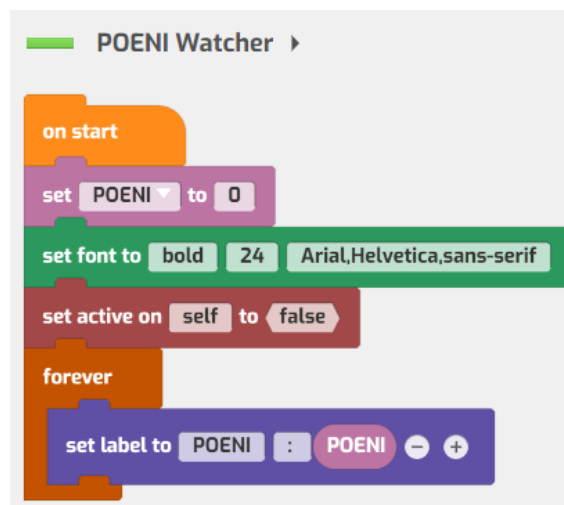 POENI Watcher
on start
set POENI to 0
set font to bold 24 Arial,Helvetica,sans-serif
set active on self to false
forever
set label to POENI : POENI − +